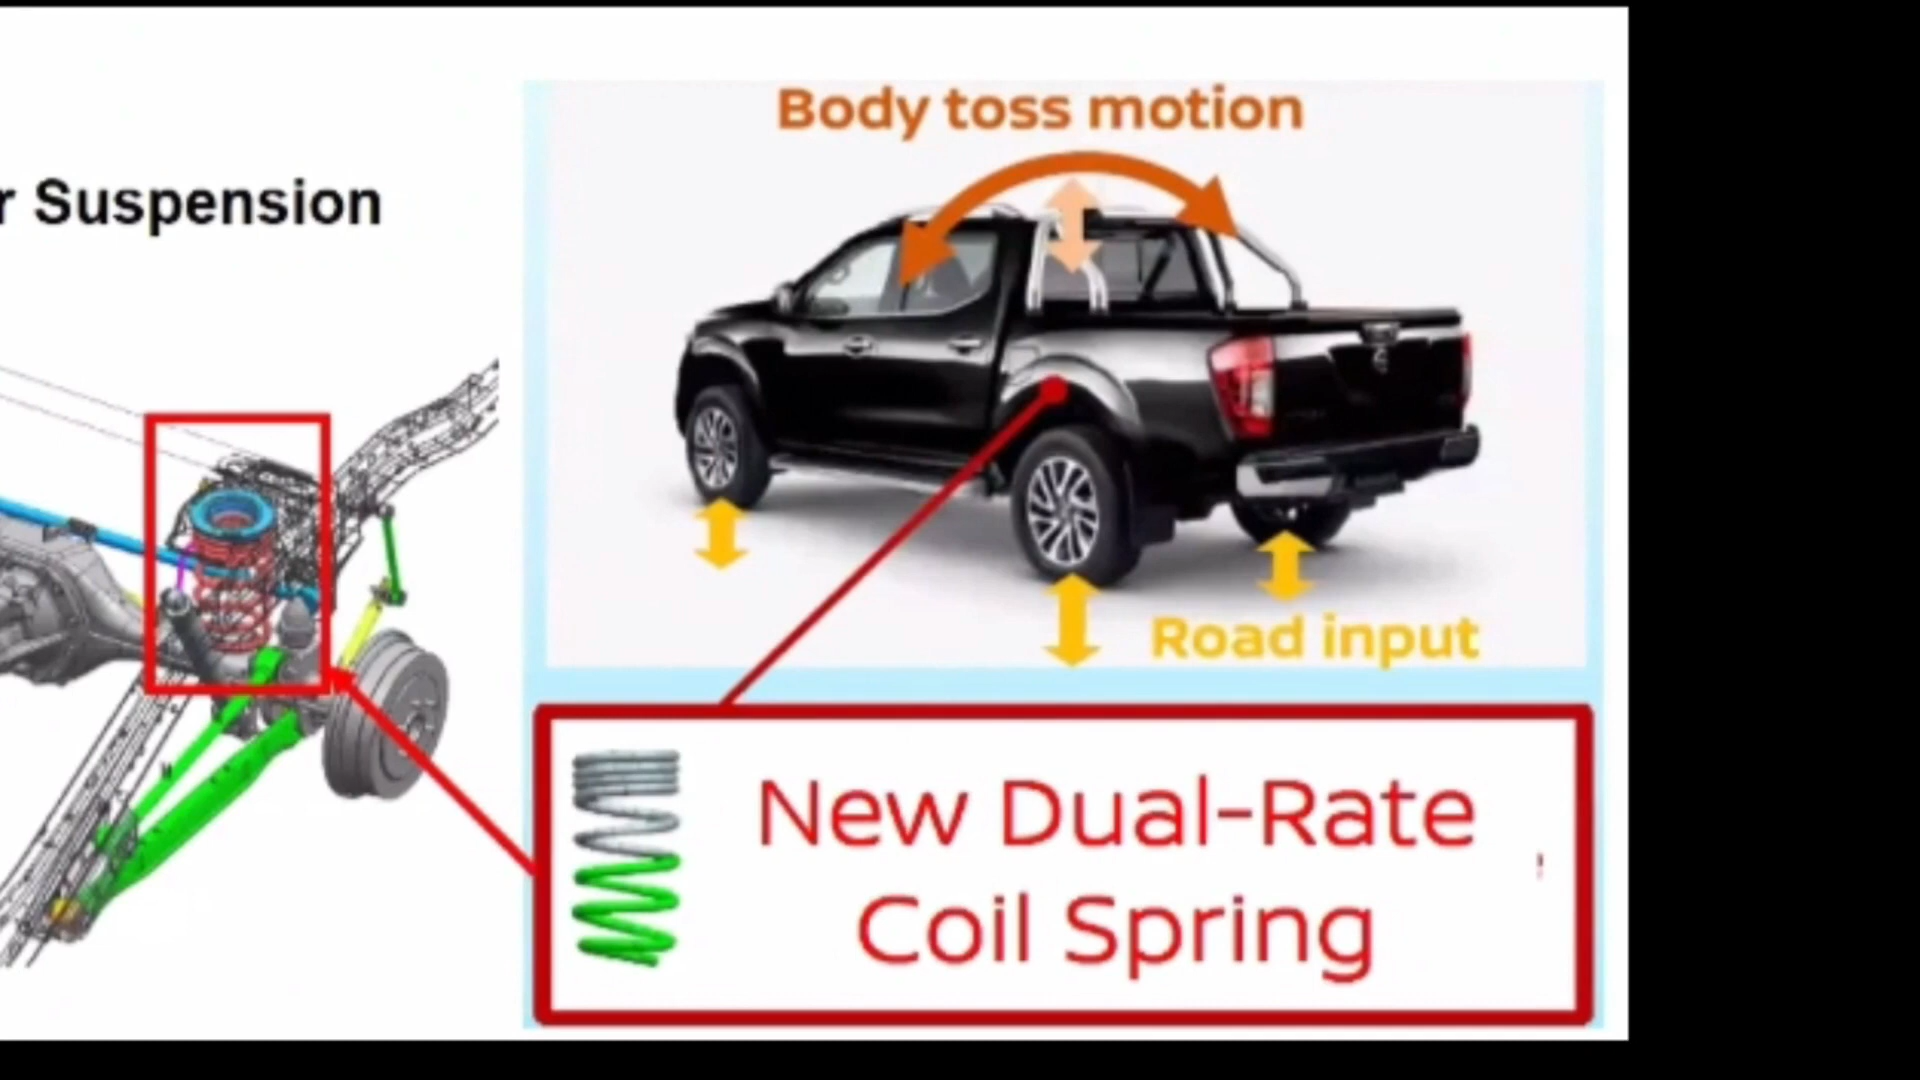 Body toss motion
r Suspension
Road input
New Dual-Rate
Coil Spring